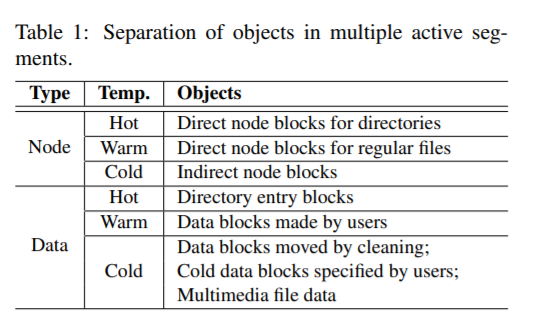 Table 1: Separation of objects in multiple active seg-
ments.
Type Temp. Objects
Node Hot Direct node blocks for directories
Warm Direct node blocks for regular files
Cold Indirect node blocks
Data Hot Directory entry blocks
Warm Data blocks made by users
Cold Data blocks moved by cleaning;
Cold data blocks specified by users;
Multimedia file data